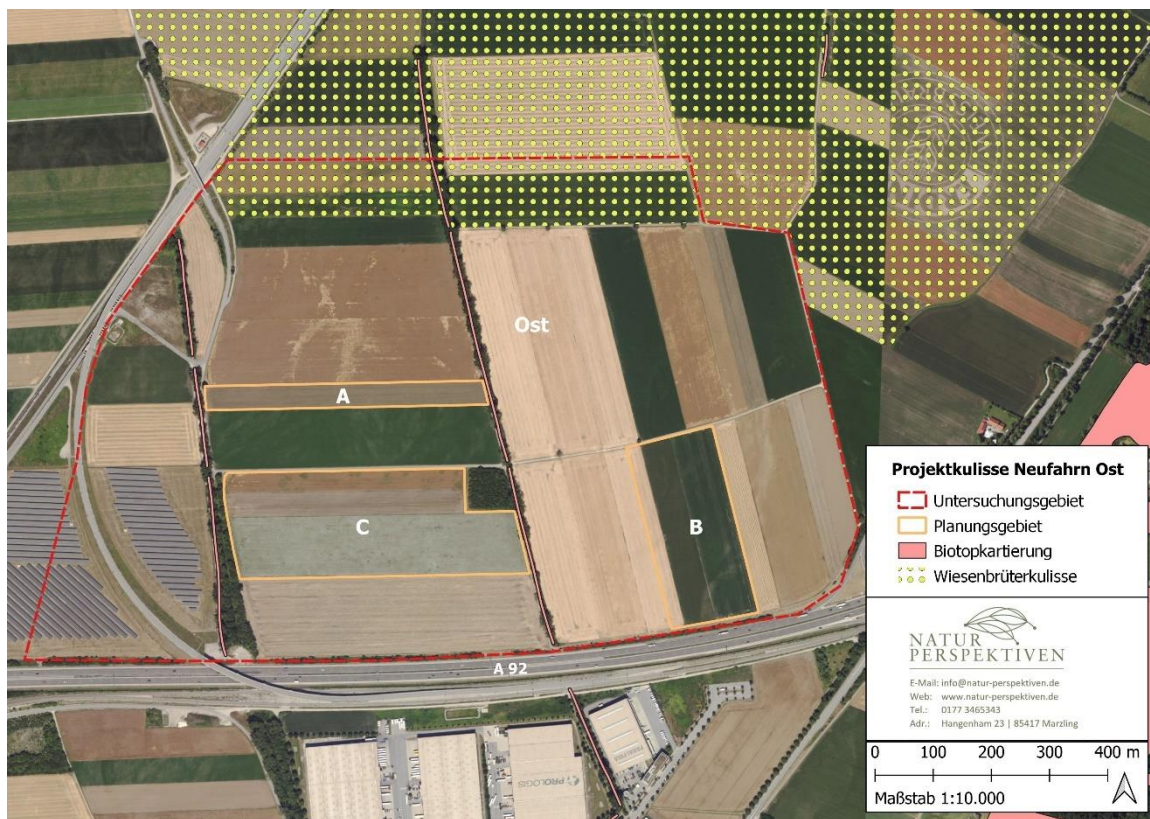 Ost
A
C
B
A 92
PROLOGIS
Projektkulisse Neufahrn Ost
Untersuchungsgebiet
Planungsgebiet
Biotopkartierung
Wiesenbrüterkulisse
NATUR
PERSPEKTIVEN
E-Mail: info@natur-perspektiven.de
Web: www.natur-perspektiven.de
Tel.: 0177 3465343
Adr.: Hangenham 23 | 85417 Marzling
0 100 200 300 400 m
Maßstab 1:10.000